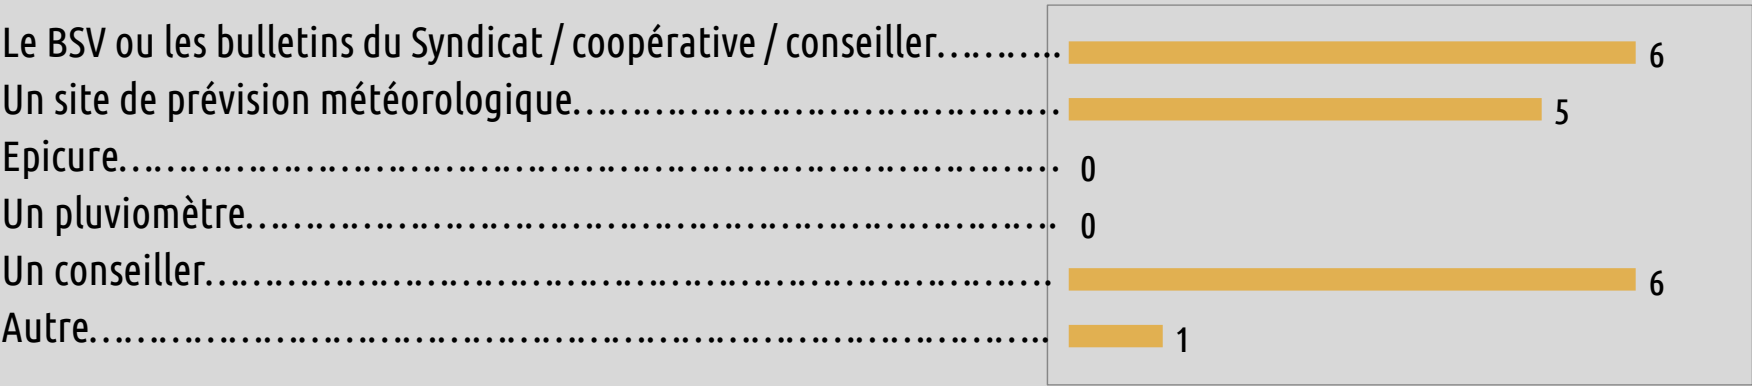 Le BSV ou les bulletins du Syndicat / coopérative / conseiller……….. 6
Un site de prévision météorologique…………………………………… 5
Epicure……………………………………………………………………… 0
Un pluviomètre……………………………………………………………. 0
Un conseiller………………………………………………………………. 6
Autre……………………………………………………………………….. 1